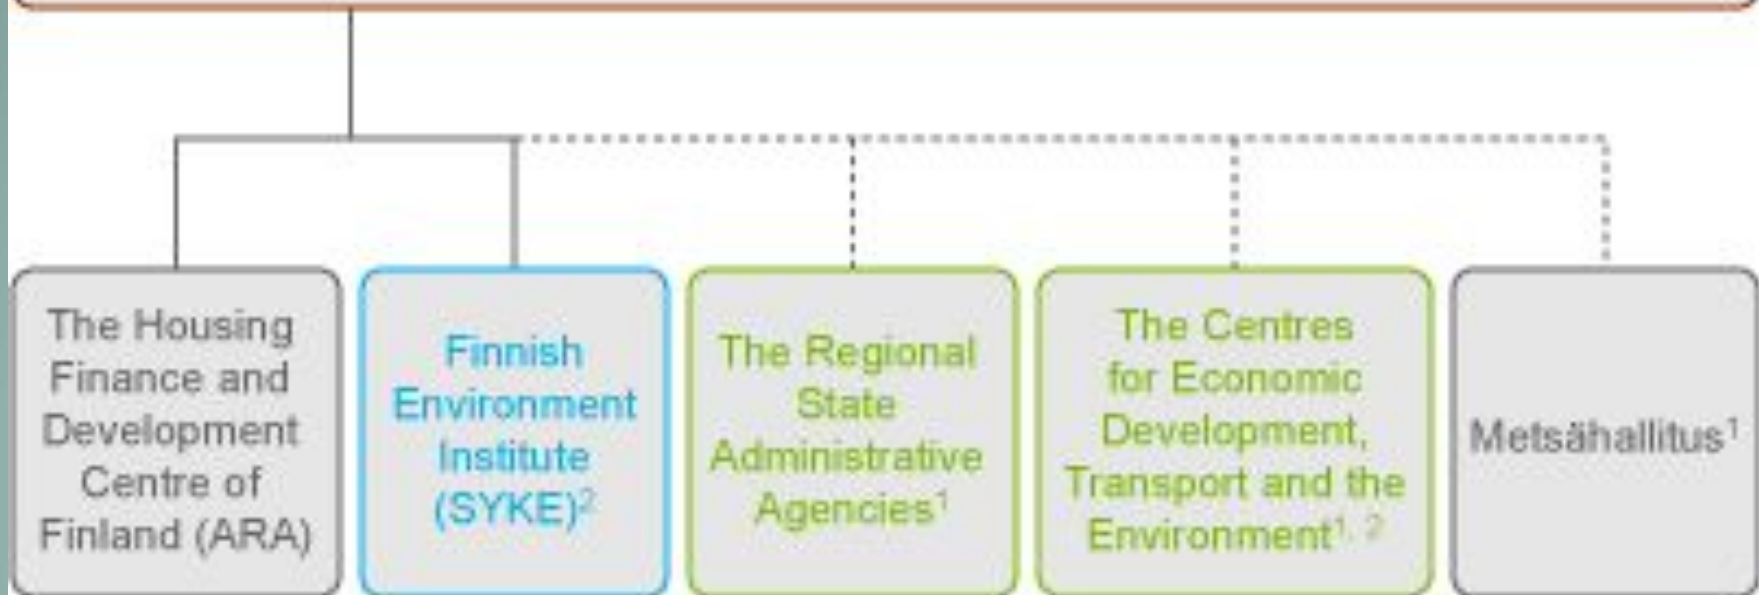 The Housing
Finance and
Development
Centre of
Finland (ARA)
Finnish
Environment
Institute
(SYKE)²
The Regional
State
Administrative
Agencies¹
The Centres
for Economic
Development,
Transport and the
Environment¹, ²
Metsähallitus¹